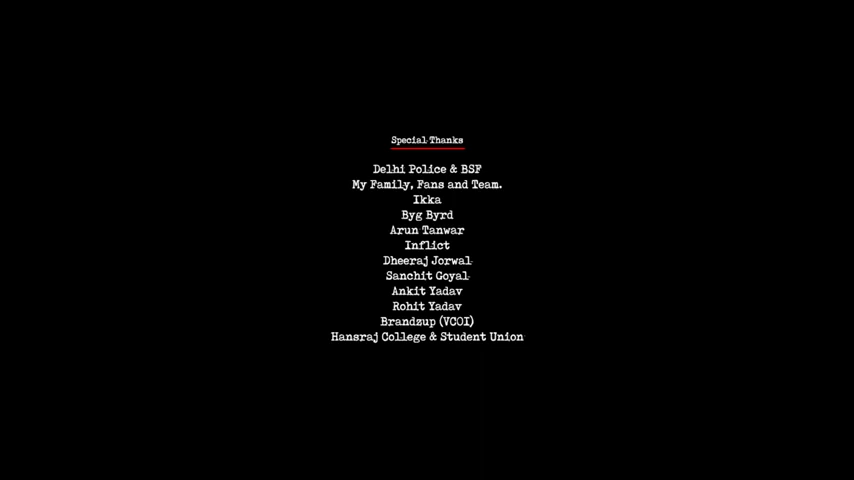 Special Thanks
Delhi Police & BSF
My Family, Fans and Team.
Ikka
Byg Byrd
Arun Tanwar
Inflict
Dheeraj Jorwal
Sanchit Goyal
Ankit Yadav
Rohit Yadav
Brandzup (VCOI)
Hansraj College & Student Union